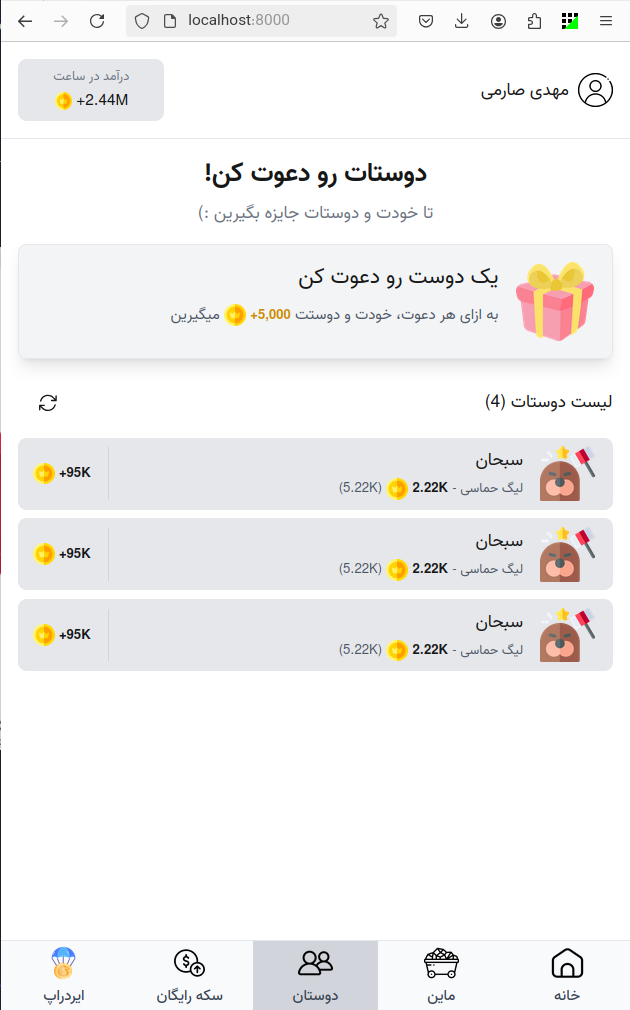 localhost:8000
مهدی صارمی
درآمد در ساعت
+2.44M
دوستات رو دعوت کن!
تا خودت و دوستات جایزه بگیرین :)
یک دوست رو دعوت کن
به ازای هر دعوت، خودت و دوستت +5,000 میگیرین
لیست دوستات (4)
سبحان
لیگ حماسی - 2.22K (5.22K)
+95K
سبحان
لیگ حماسی - 2.22K (5.22K)
+95K
سبحان
لیگ حماسی - 2.22K (5.22K)
+95K
خانه
ماین
دوستان
سکه رایگان
ایردراپ